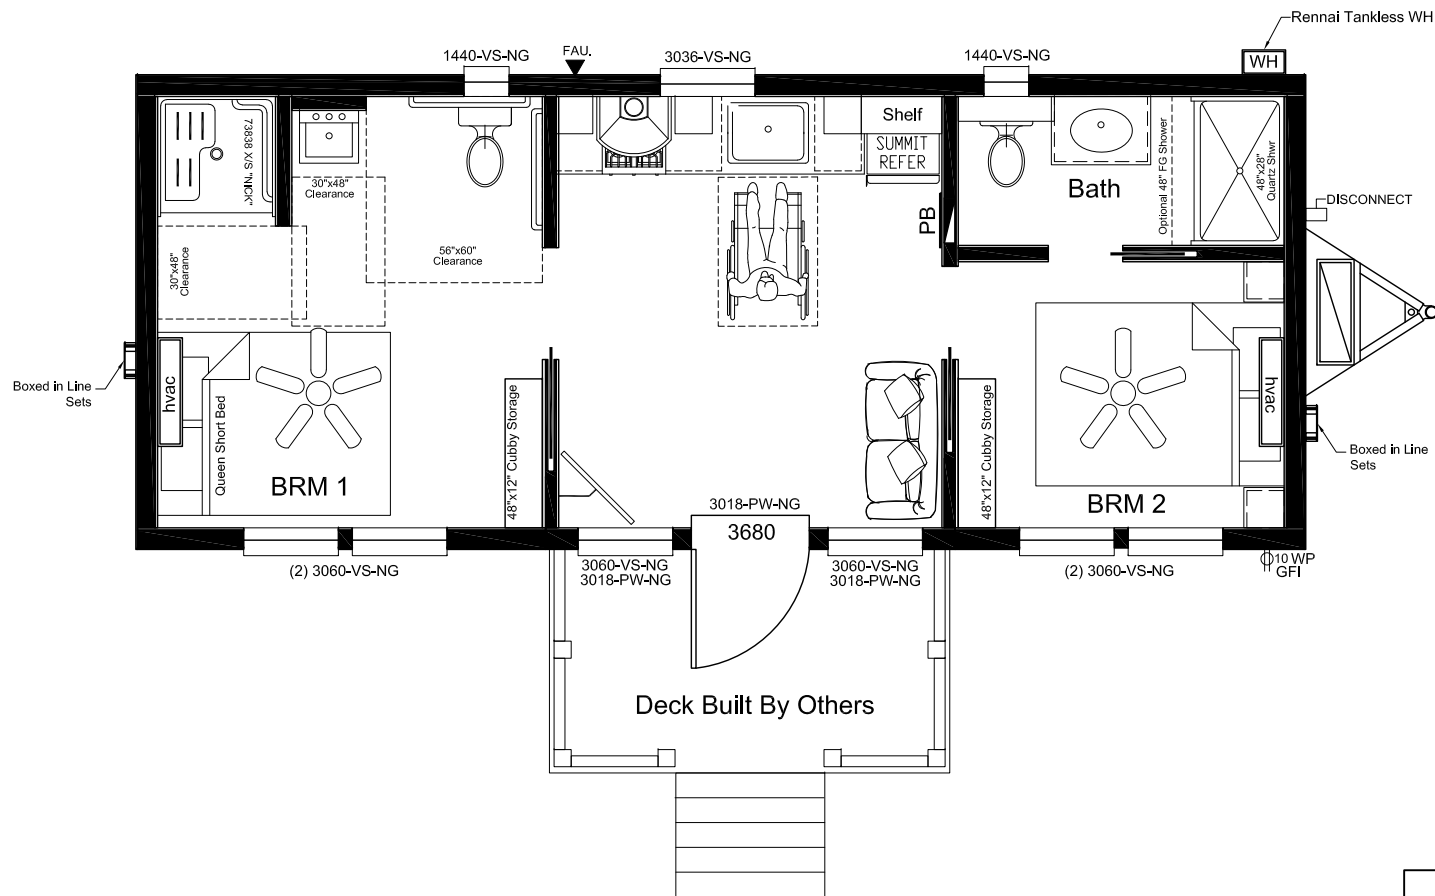 Rennai Tankless WH
1440-VS-NG
FAU.
3036-VS-NG
1440-VS-NG
WH
73838 X/S "NICK"
30"x48"
Clearance
56"x60"
Clearance
30"x48"
Clearance
Shelf
SUMMIT
REFER
PB
Bath
Optional 48" FG Shower
48"x28"
Quartz Shwr
DISCONNECT
Boxed in Line
Sets
hvac
Queen Short Bed
BRM 1
48"x12" Cubby Storage
48"x12" Cubby Storage
BRM 2
hvac
Boxed in Line
Sets
3018-PW-NG
3680
(2) 3060-VS-NG
3060-VS-NG
3018-PW-NG
3060-VS-NG
3018-PW-NG
(2) 3060-VS-NG
10 WP
GFI
Deck Built By Others